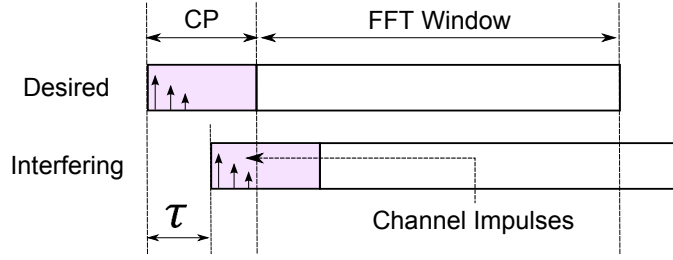 CP
FFT Window
Desired
Interfering
Channel Impulses
τ